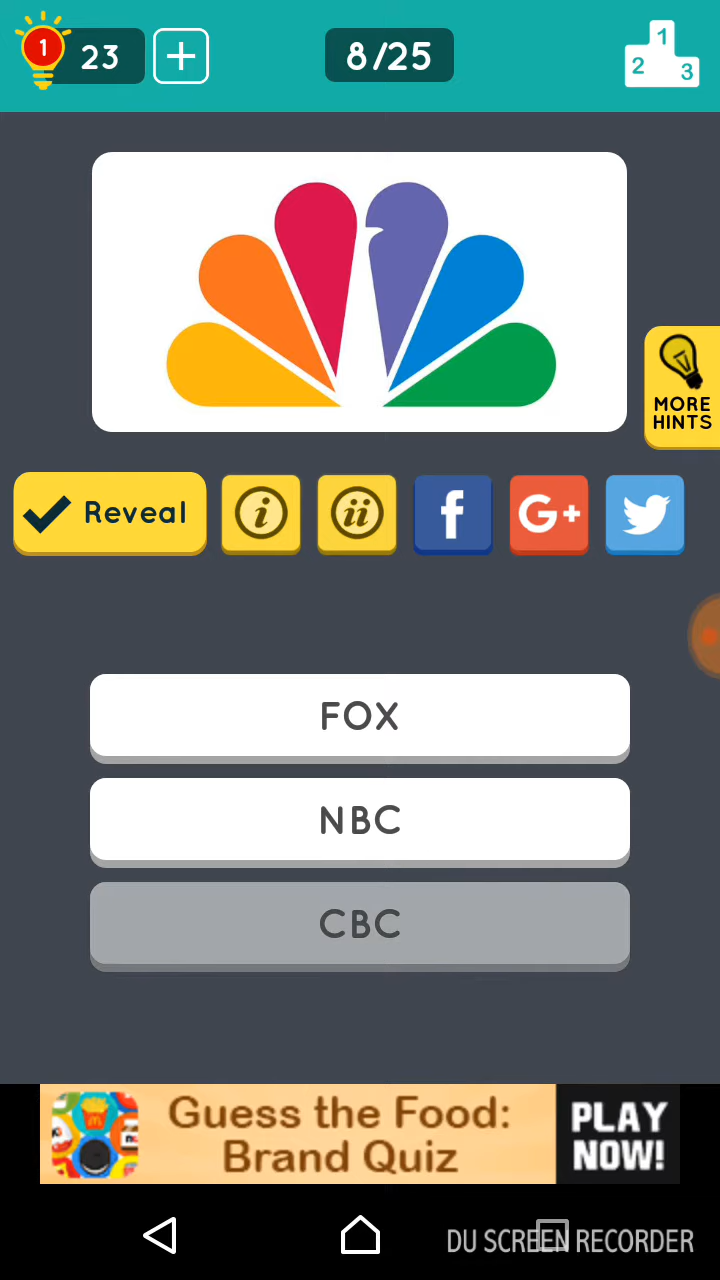 1 23 + 8/25 1 2 3
MORE
HINTS
Reveal i ii f G+
FOX
NBC
CBC
Guess the Food:
Brand Quiz
PLAY
NOW!
DU SCREEN RECORDER